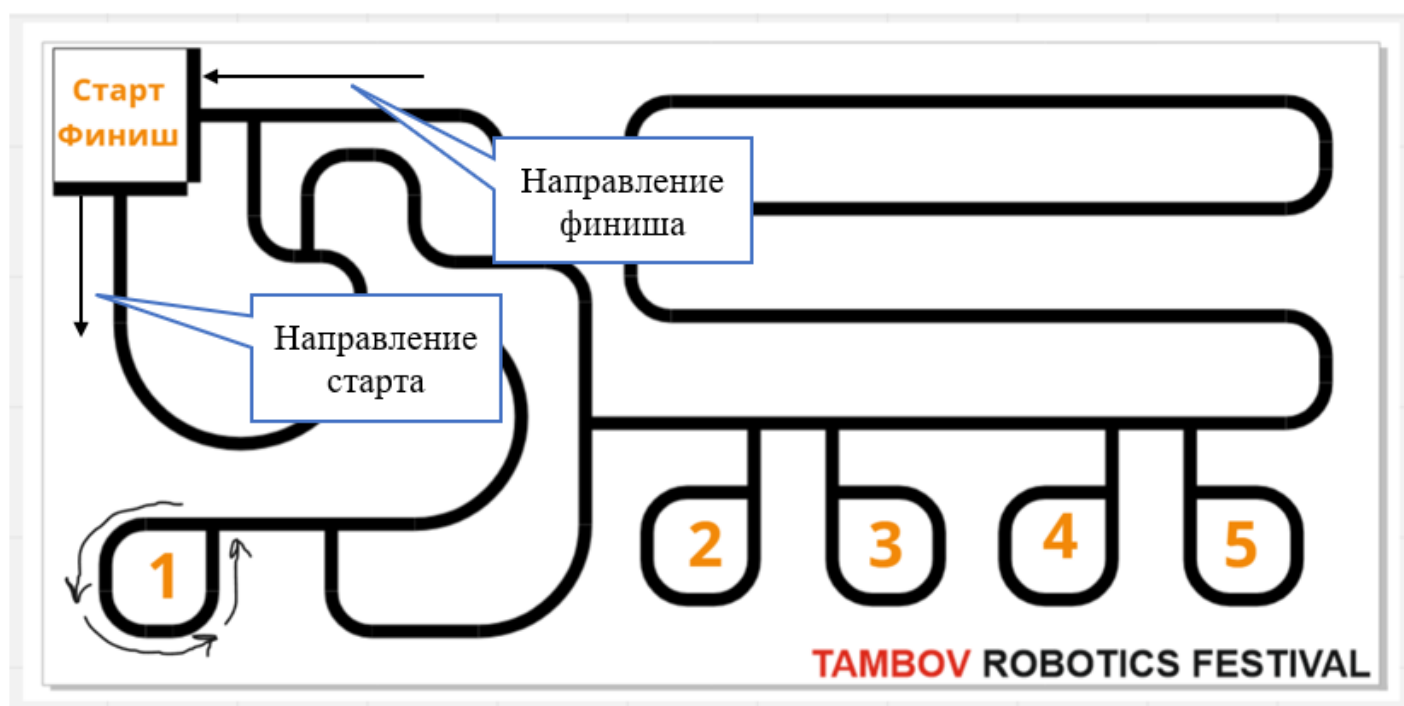 Старт
Финиш
Направление
финиша
Направление
старта
1
2
3
4
5
TAMBOV ROBOTICS FESTIVAL